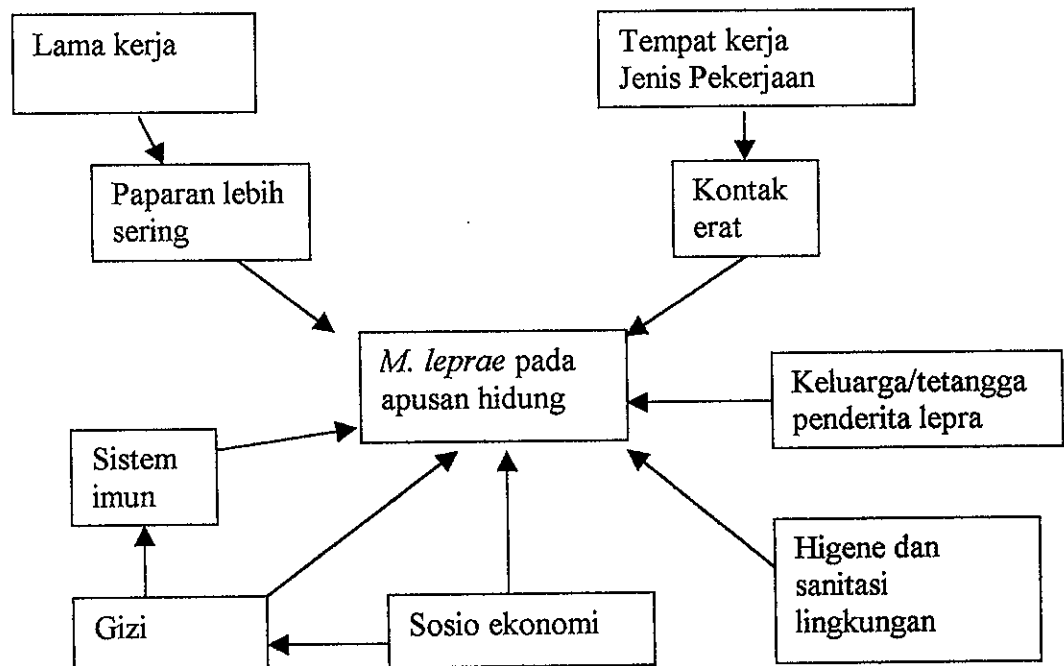 Lama kerja
Tempat kerja
Jenis Pekerjaan
Paparan lebih
sering
Kontak
erat
M. leprae pada
apusan hidung
Keluarga/tetangga
penderita lepra
Sistem
imun
Higene dan
sanitasi
lingkungan
Gizi
Sosio ekonomi